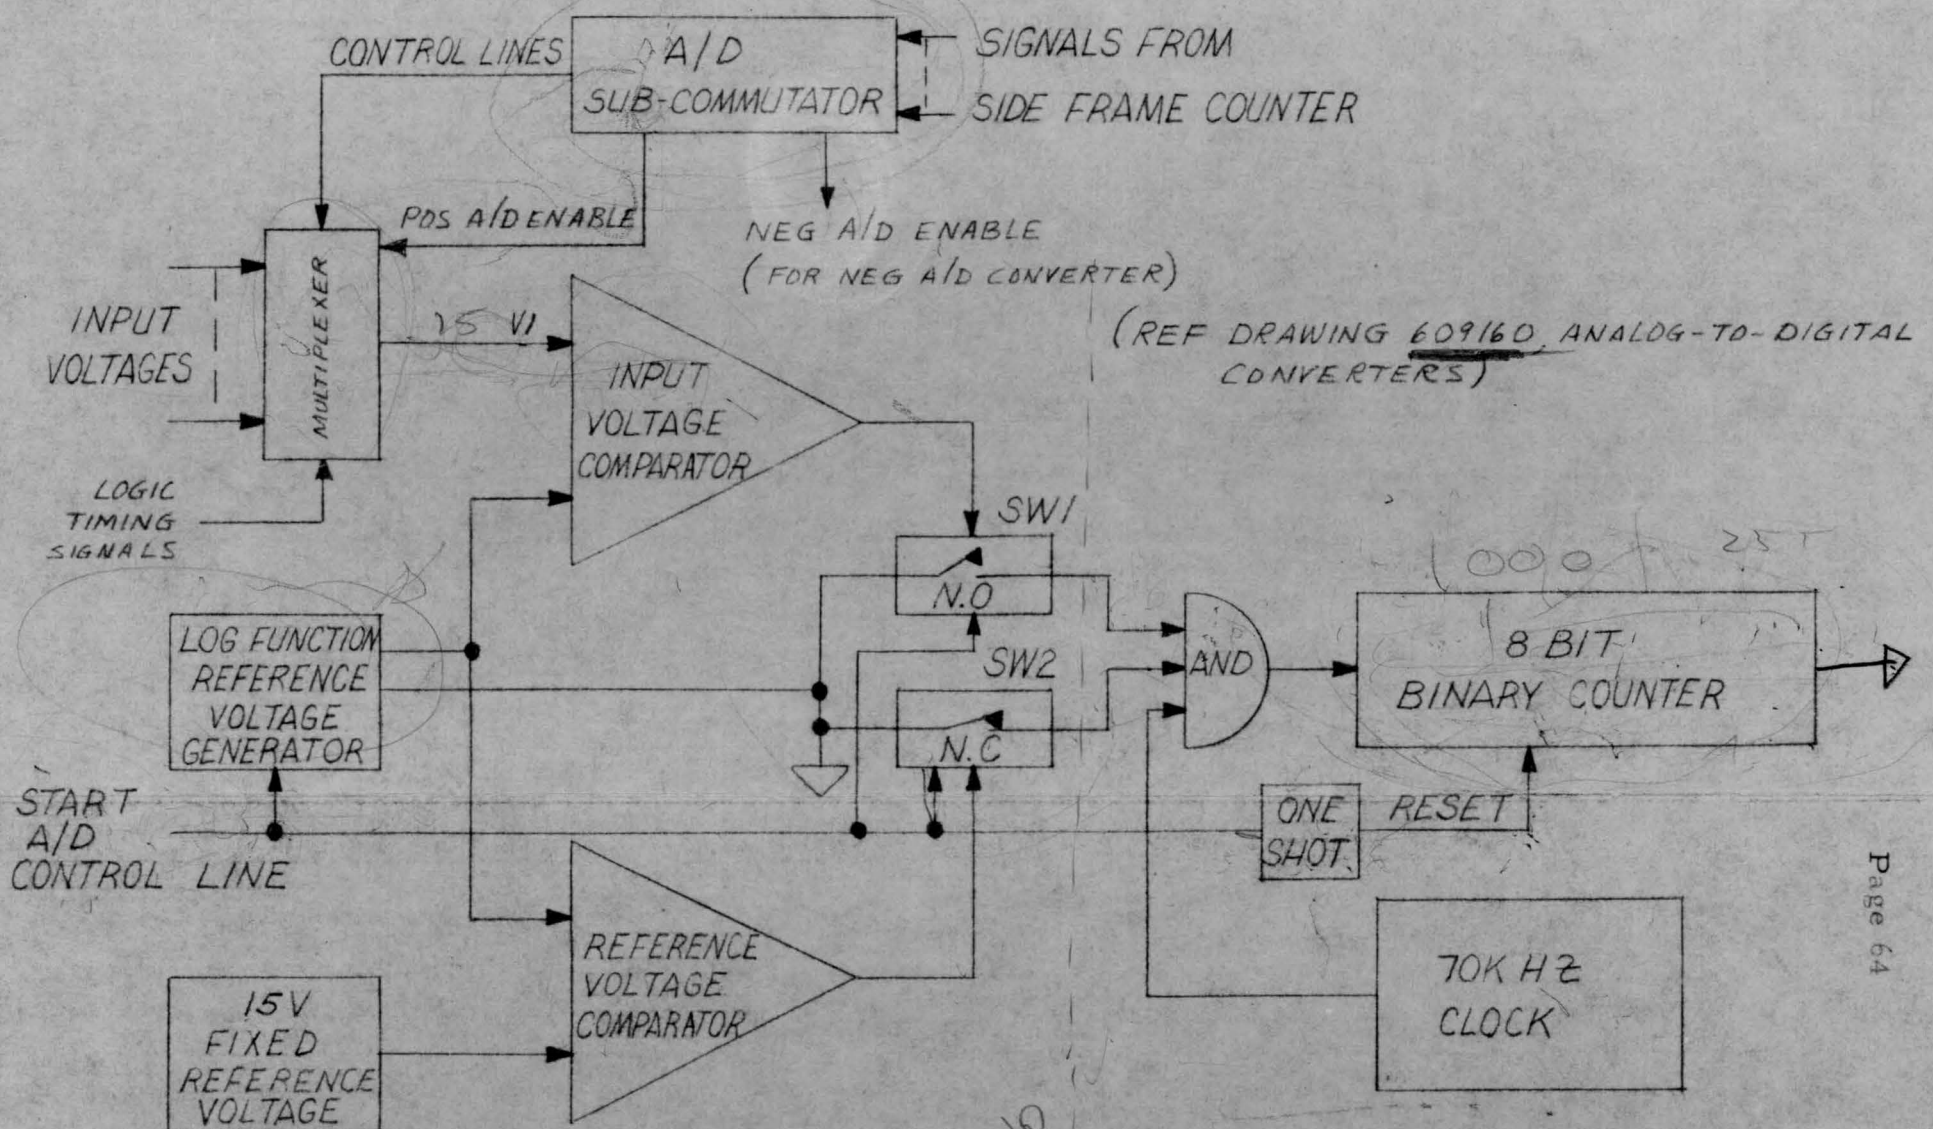 CONTROL LINES
A/D
SUB-COMMUTATOR
SIGNALS FROM
SIDE FRAME COUNTER
POS A/D ENABLE
NEG A/D ENABLE
(FOR NEG A/D CONVERTER)
INPUT
VOLTAGES
MULTIPLEXER
LOGIC
TIMING
SIGNALS
INPUT
VOLTAGE
COMPARATOR
(REF DRAWING 609160, ANALOG-TO-DIGITAL
CONVERTERS)
SW1
N.O
SW2
N.C
AND
8 BIT
BINARY COUNTER
LOG FUNCTION
REFERENCE
VOLTAGE
GENERATOR
START
A/D
CONTROL LINE
ONE
SHOT
RESET
REFERENCE
VOLTAGE
COMPARATOR
70K HZ
CLOCK
15V
FIXED
REFERENCE
VOLTAGE
Page 64